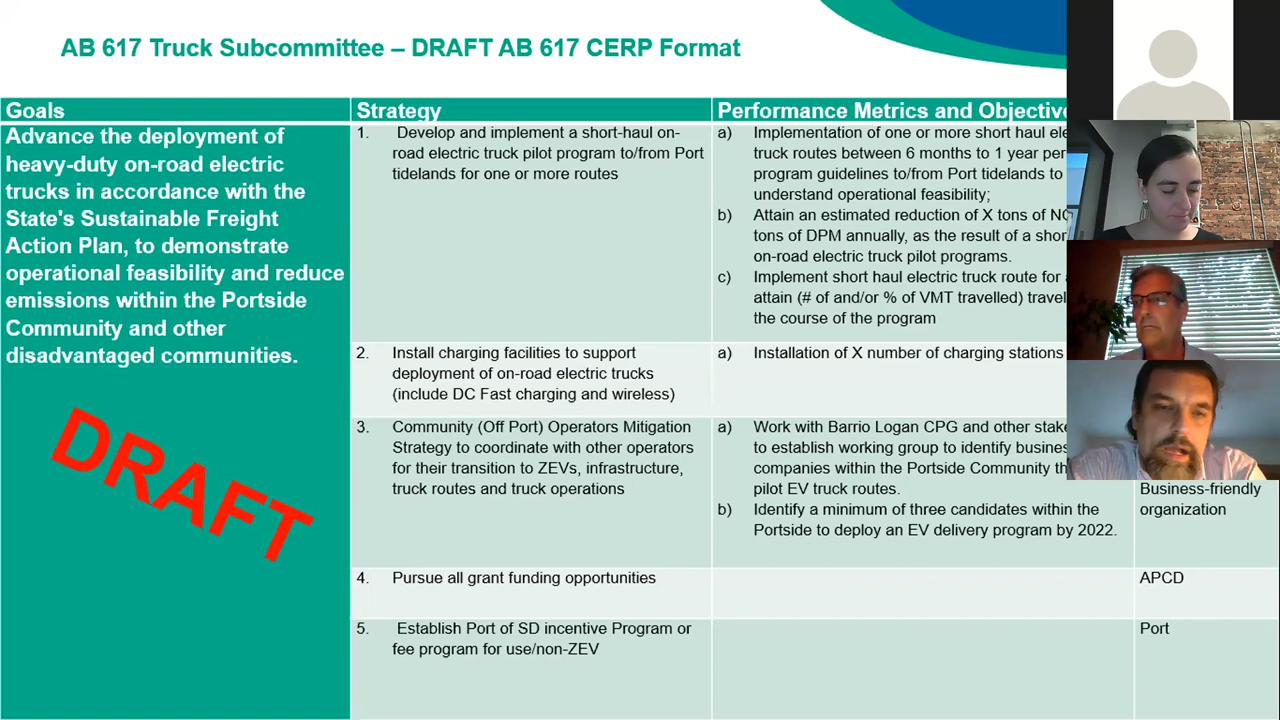 AB 617 Truck Subcommittee – DRAFT AB 617 CERP Format
Goals
Strategy
Performance Metrics and Objective
Advance the deployment of
heavy-duty on-road electric
trucks in accordance with the
State's Sustainable Freight
Action Plan, to demonstrate
operational feasibility and reduce
emissions within the Portside
Community and other
disadvantaged communities.
DRAFT
1. Develop and implement a short-haul on-
road electric truck pilot program to/from Port
tidelands for one or more routes
a) Implementation of one or more short haul ele
truck routes between 6 months to 1 year per
program guidelines to/from Port tidelands to
understand operational feasibility;
b) Attain an estimated reduction of X tons of NO
tons of DPM annually, as the result of a shor
on-road electric truck pilot programs.
c) Implement short haul electric truck route for
attain (# of and/or % of VMT travelled) travel
the course of the program
2. Install charging facilities to support
deployment of on-road electric trucks
(include DC Fast charging and wireless)
a) Installation of X number of charging stations
3. Community (Off Port) Operators Mitigation
Strategy to coordinate with other operators
for their transition to ZEVs, infrastructure,
truck routes and truck operations
a) Work with Barrio Logan CPG and other stake
to establish working group to identify busines
companies within the Portside Community th
pilot EV truck routes.
b) Identify a minimum of three candidates within the
Portside to deploy an EV delivery program by 2022.
Business-friendly
organization
4. Pursue all grant funding opportunities
APCD
5. Establish Port of SD incentive Program or
fee program for use/non-ZEV
Port